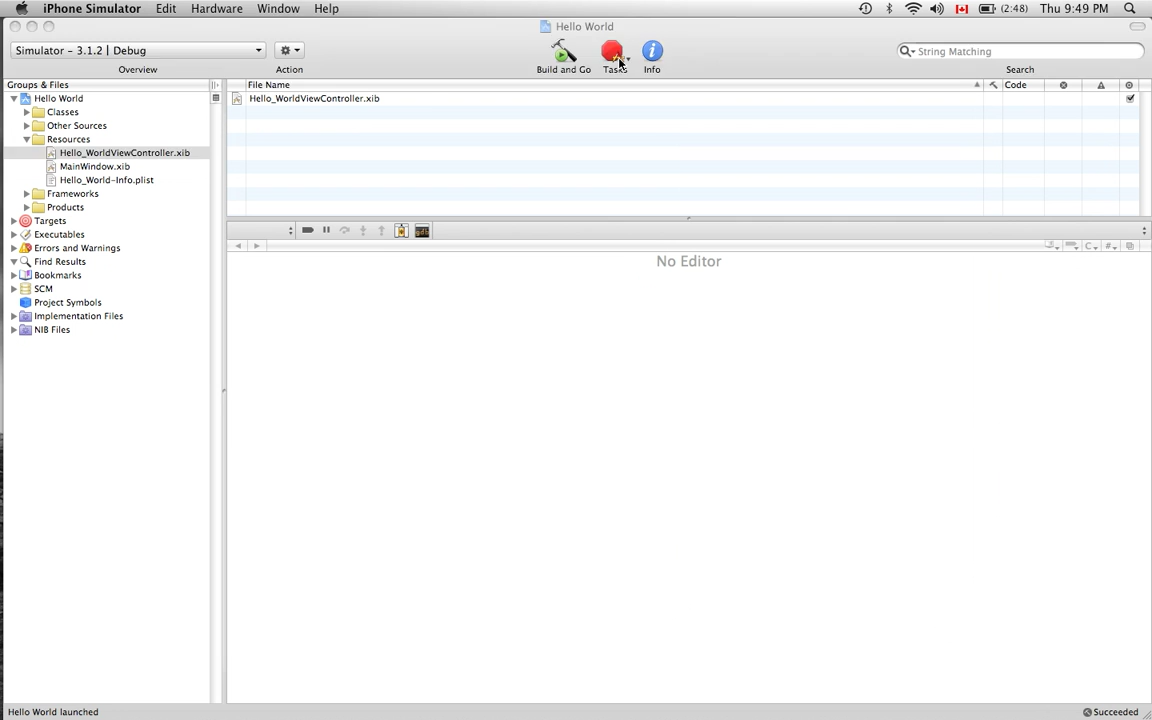 iPhone Simulator Edit Hardware Window Help (2:48) Thu 9:49 PM
Hello World
Simulator - 3.1.2 | Debug
String Matching
Overview Action Build and Go Tasks Info Search
Groups & Files File Name Code
Hello World Hello_WorldViewController.xib
Classes
Other Sources
Resources
Hello_WorldViewController.xib
MainWindow.xib
Hello_World-Info.plist
Frameworks
Products
Targets
Executables
Errors and Warnings
Find Results
Bookmarks
SCM
Project Symbols
Implementation Files
NIB Files
gdb
C #
No Editor
Hello World launched Succeeded